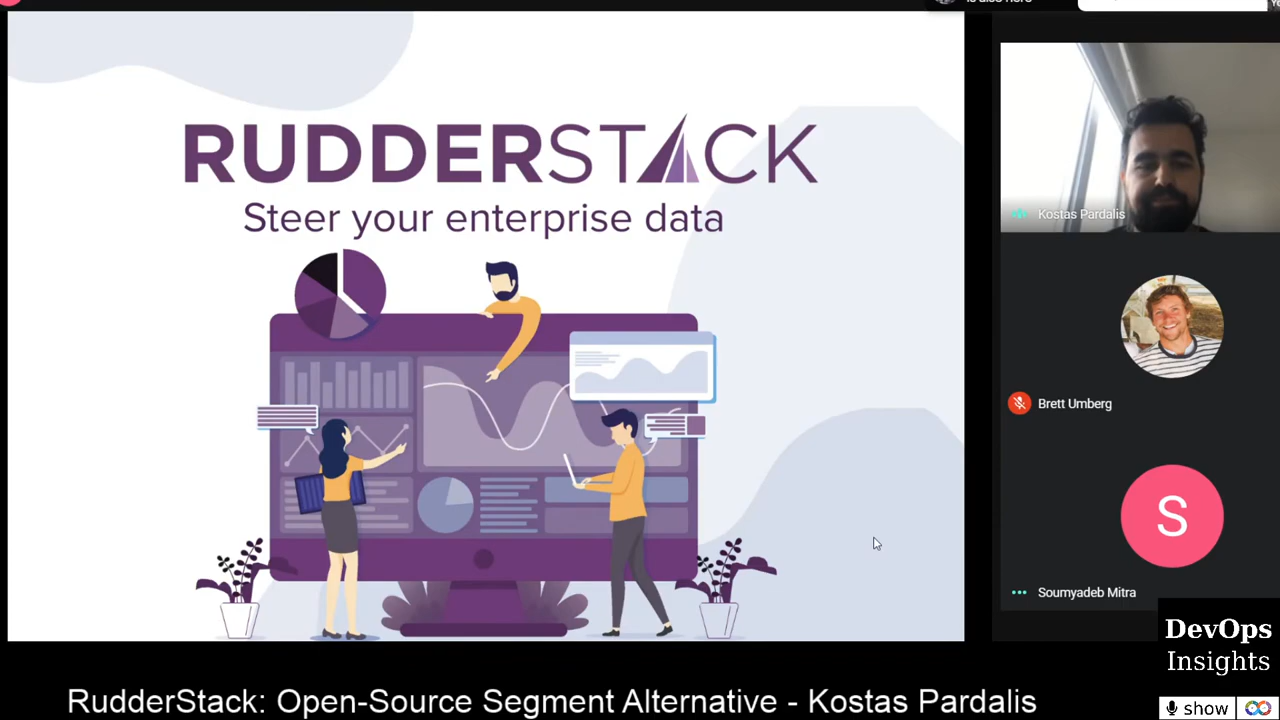 RUDDERSTACK
Steer your enterprise data
Kostas Pardalis
Brett Umberg
S
Soumyadeb Mitra
DevOps
Insights
show
RudderStack: Open-Source Segment Alternative - Kostas Pardalis